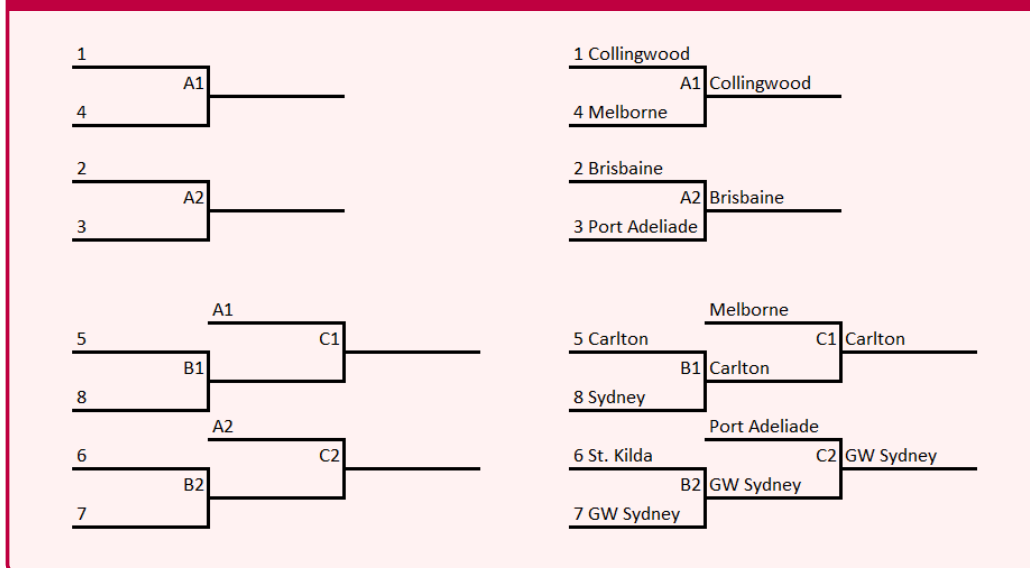 1
A1
4
2
A2
3
A1
5
C1
B1
8
A2
6
C2
B2
7
1 Collingwood
A1 Collingwood
4 Melborne
2 Brisbaine
A2 Brisbaine
3 Port Adeliade
Melborne
5 Carlton
C1 Carlton
B1 Carlton
8 Sydney
Port Adeliade
6 St. Kilda
C2 GW Sydney
B2 GW Sydney
7 GW Sydney